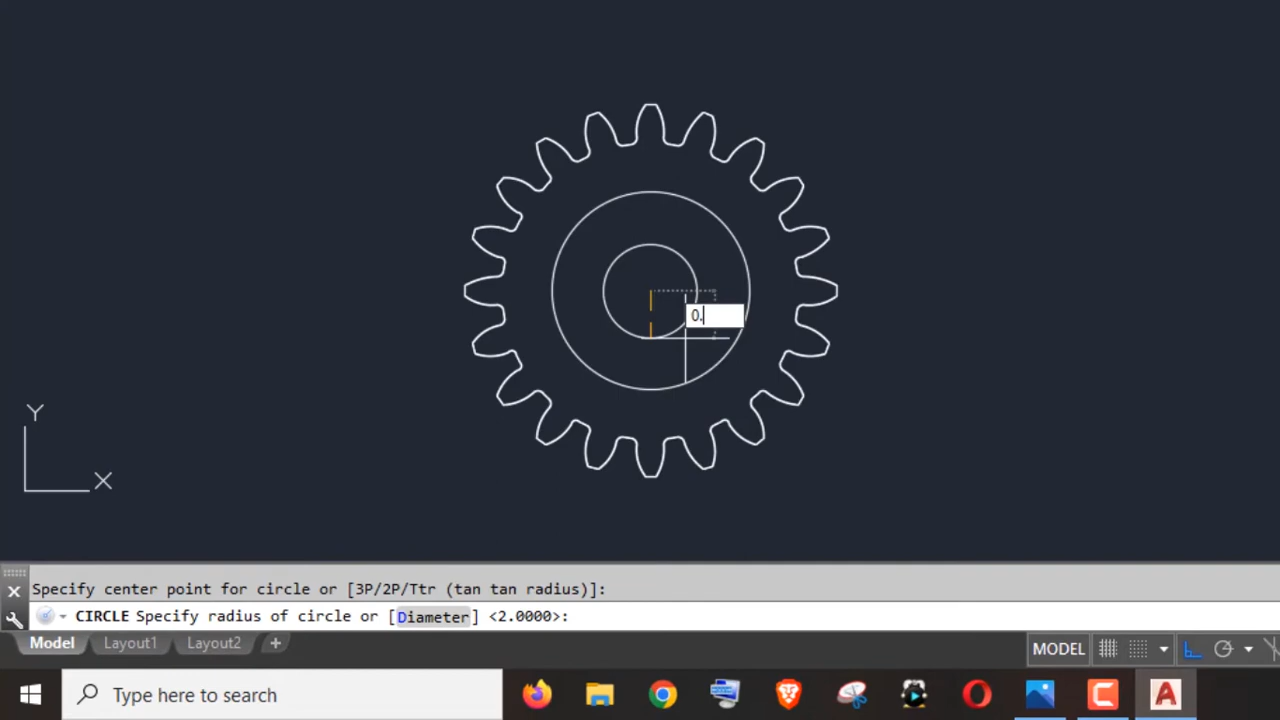 0.
Y
X
Specify center point for circle or [3P/2P/Ttr (tan tan radius)]:
CIRCLE Specify radius of circle or [Diameter] <2.0000>:
Model Layout1 Layout2 +
MODEL
Type here to search